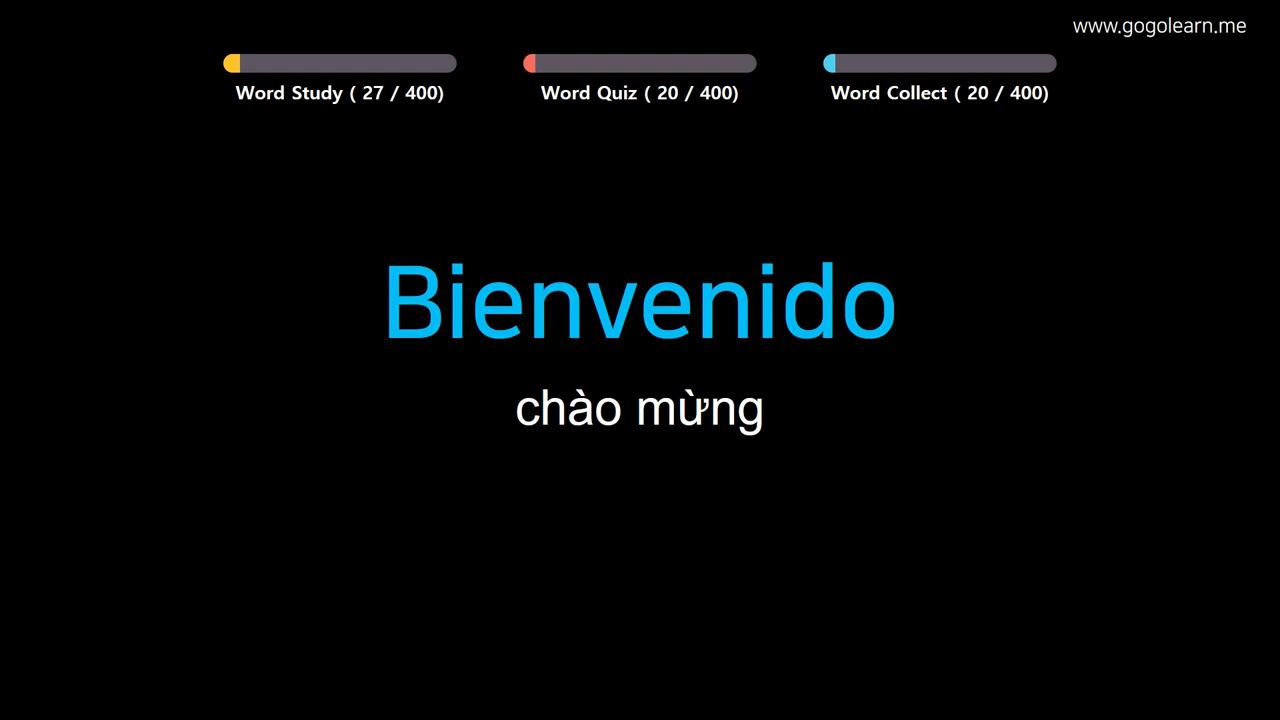 www.gogolearn.me
Word Study ( 27 / 400)
Word Quiz ( 20 / 400)
Word Collect ( 20 / 400)
Bienvenido
chào mừng